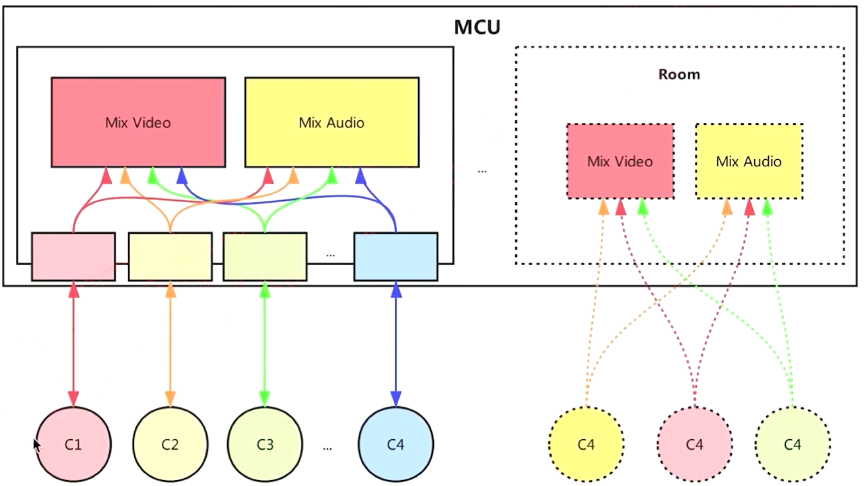 MCU
Mix Video
Mix Audio
...
Room
Mix Video
Mix Audio
...
C1
C2
C3
...
C4
C4
C4
C4